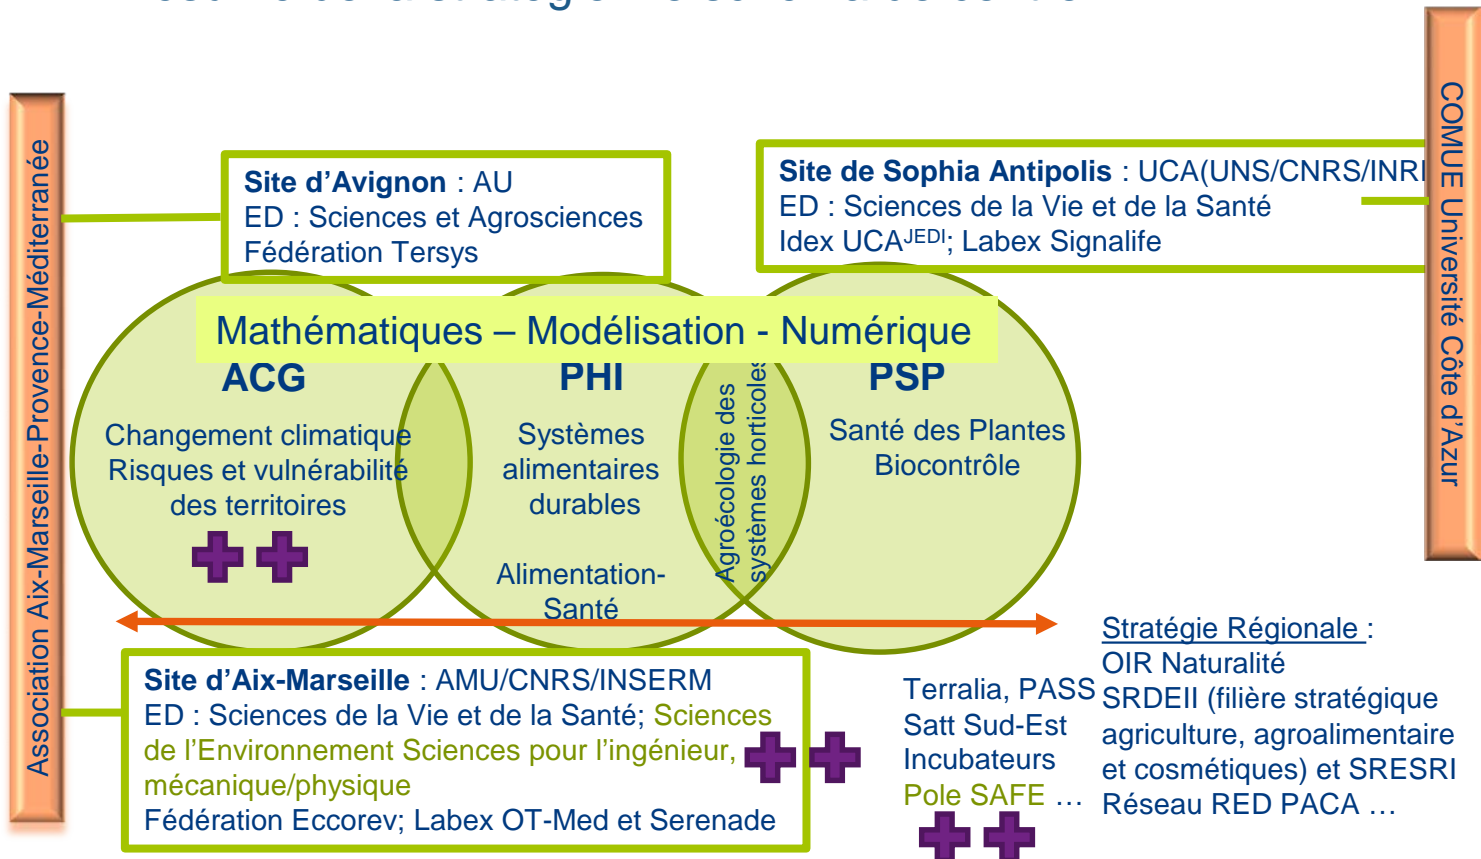 Association Aix-Marseille-Provence-Méditerranée
COMUE Université Côte d'Azur
Site d'Avignon : AU
ED : Sciences et Agrosciences
Fédération Tersys
Site de Sophia Antipolis : UCA(UNS/CNRS/INRI
ED : Sciences de la Vie et de la Santé
Idex UCAJEDI; Labex Signalife
Mathématiques – Modélisation - Numérique
ACG
Changement climatique
Risques et vulnérabilité
des territoires
PHI
Systèmes
alimentaires
durables
Alimentation-
Santé
Agroécologie des
systèmes horticoles
PSP
Santé des Plantes
Biocontrôle
Site d'Aix-Marseille : AMU/CNRS/INSERM
ED : Sciences de la Vie et de la Santé; Sciences
de l'Environnement Sciences pour l'ingénieur,
mécanique/physique
Fédération Eccorev; Labex OT-Med et Serenade
Terralia, PASS
Satt Sud-Est
Incubateurs
Pole SAFE …
Stratégie Régionale :
OIR Naturalité
SRDEII (filière stratégique
agriculture, agroalimentaire
et cosmétiques) et SRESRI
Réseau RED PACA …